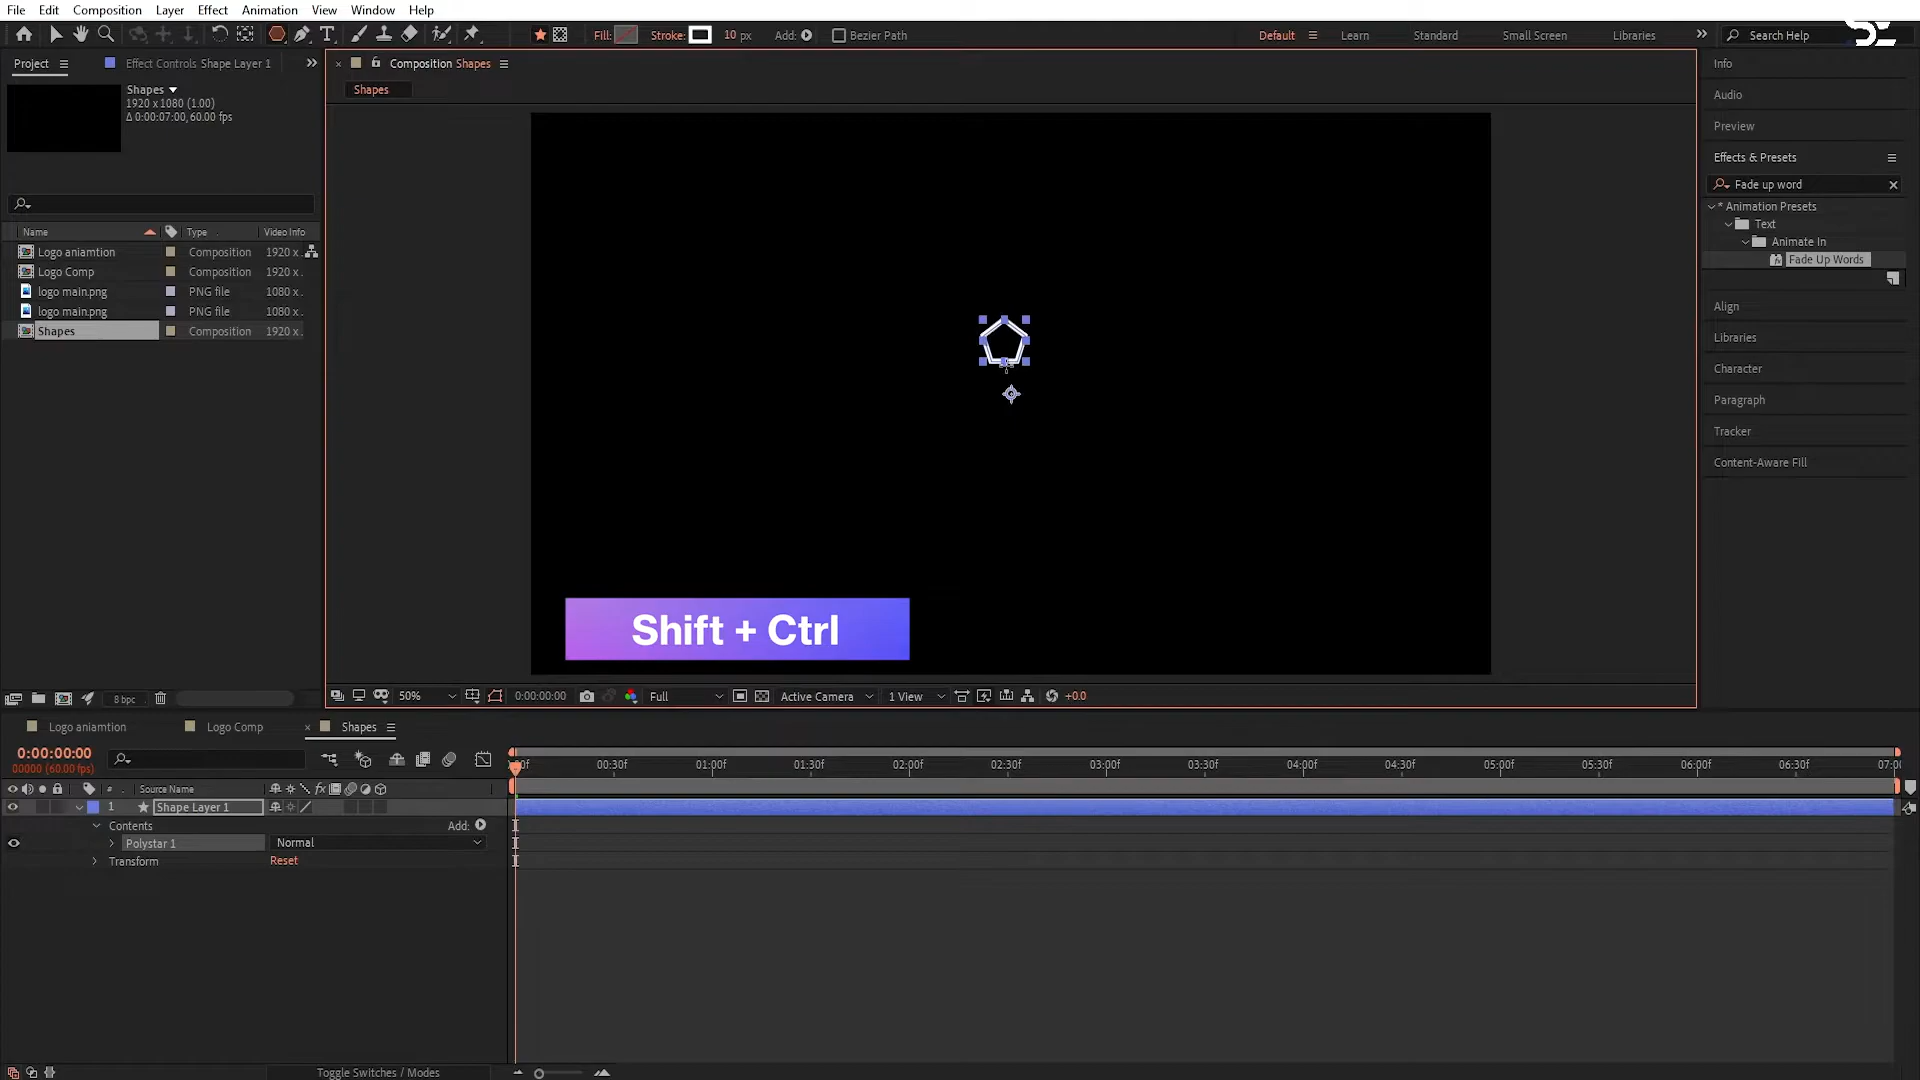 File Edit Composition Layer Effect Animation View Window Help
Fill: Stroke: 10 px Add: Bezier Path
Default Learn Standard Small Screen Libraries Search Help
Project Effect Controls Shape Layer 1
Composition Shapes
Shapes
Shapes
1920 x 1080 (1.00)
Δ 0:00:07:00, 60.00 fps
Name Type Video Info
Logo aniamtion Composition 1920 x
Logo Comp Composition 1920 x
logo main.png PNG file 1080 x
logo main.png PNG file 1080 x
Shapes Composition 1920 x
8 bpc
Shift + Ctrl
50% 0:00:00:00 Full Active Camera 1 View +0.0
Info
Audio
Preview
Effects & Presets
Fade up word
* Animation Presets
Text
Animate In
Fade Up Words
Align
Libraries
Character
Paragraph
Tracker
Content-Aware Fill
Logo aniamtion Logo Comp Shapes
0:00:00:00
00000 (60.00 fps)
00:30f 01:00f 01:30f 02:00f 02:30f 03:00f 03:30f 04:00f 04:30f 05:00f 05:30f 06:00f 06:30f 07:0
# Source Name fx
1 Shape Layer 1
Contents Add:
Polystar 1 Normal
Transform Reset
Toggle Switches / Modes